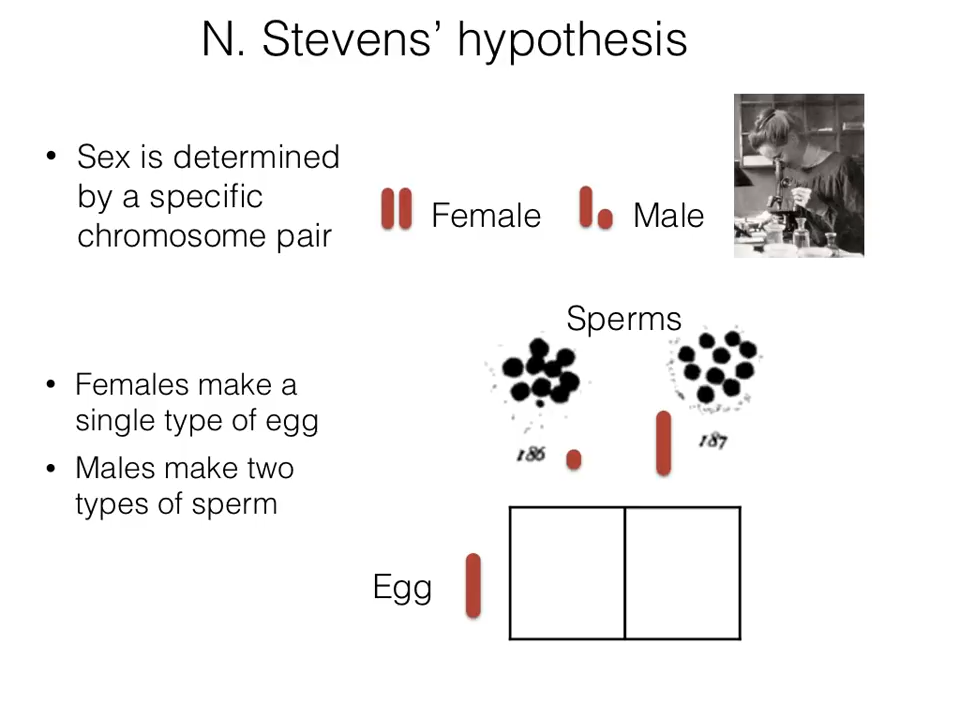 N. Stevens’ hypothesis
• Sex is determined
by a specific
chromosome pair
Female
Male
Sperms
• Females make a
single type of egg
• Males make two
types of sperm
186
187
Egg